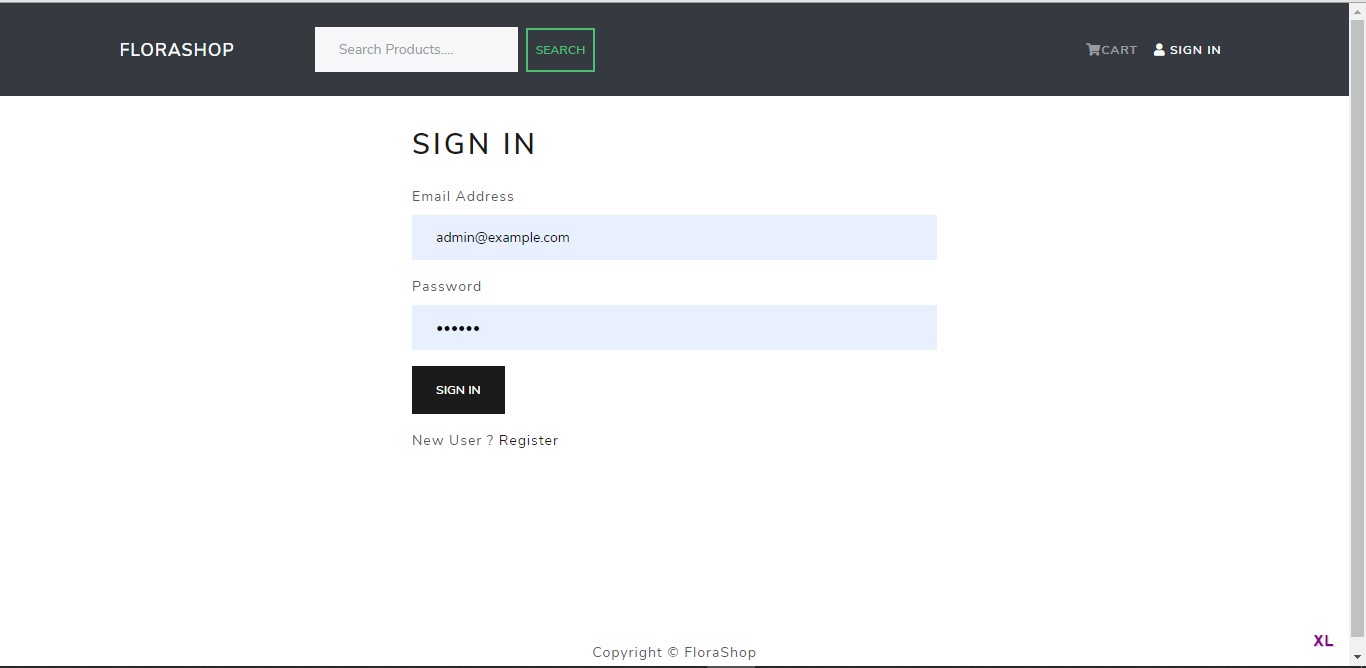 FLORASHOP Search Products.... SEARCH CART SIGN IN
SIGN IN
Email Address
admin@example.com
Password
••••••
SIGN IN
New User ? Register
XL
Copyright © FloraShop